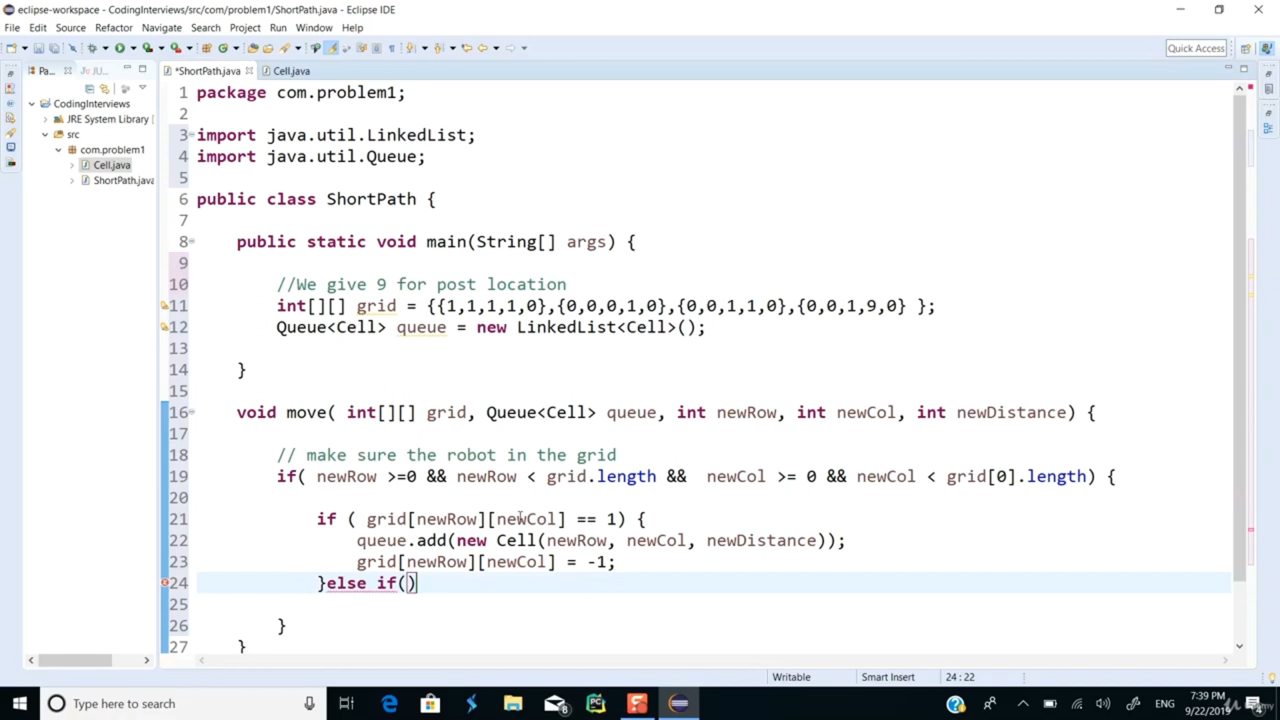 eclipse-workspace - CodingInterviews/src/com/problem1/ShortPath.java - Eclipse IDE
File Edit Source Refactor Navigate Search Project Run Window Help
Quick Access
Pa... JU...
*ShortPath.java Cell.java
CodingInterviews
JRE System Library
src
com.problem1
Cell.java
ShortPath.java
1 package com.problem1;
2
3 import java.util.LinkedList;
4 import java.util.Queue;
5
6 public class ShortPath {
7
8 public static void main(String[] args) {
9
10 //We give 9 for post location
11 int[][] grid = {{1,1,1,1,0},{0,0,0,1,0},{0,0,1,1,0},{0,0,1,9,0} };
12 Queue<Cell> queue = new LinkedList<Cell>();
13
14 }
15
16 void move( int[][] grid, Queue<Cell> queue, int newRow, int newCol, int newDistance) {
17
18 // make sure the robot in the grid
19 if( newRow >=0 && newRow < grid.length && newCol >= 0 && newCol < grid[0].length) {
20
21 if ( grid[newRow][newCol] == 1) {
22 queue.add(new Cell(newRow, newCol, newDistance));
23 grid[newRow][newCol] = -1;
24 }else if()
25
26 }
27 }
Writable Smart Insert 24 : 22
Type here to search
ENG
7:39 PM
9/22/2019